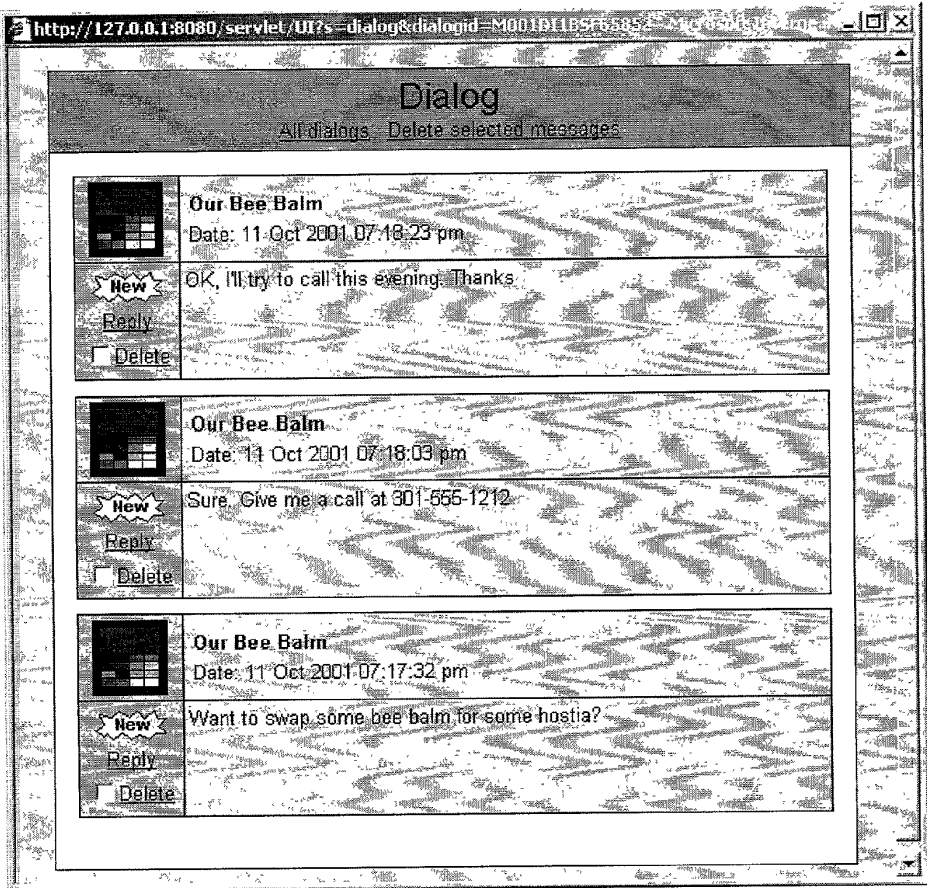 http://127.0.0.1:8080/servlet/UI?s=dialog&dialogid=
Dialog
All dialogs Delete selected messages
Our Bee Balm
Date: 11 Oct 2001 07:18:23 pm
New
OK, I'll try to call this evening. Thanks
Reply
Delete
Our Bee Balm
Date: 11 Oct 2001 07:18:03 pm
New
Sure. Give me a call at 301-555-1212
Reply
Delete
Our Bee Balm
Date: 11 Oct 2001 07:17:32 pm
New
Want to swap some bee balm for some hostia?
Reply
Delete